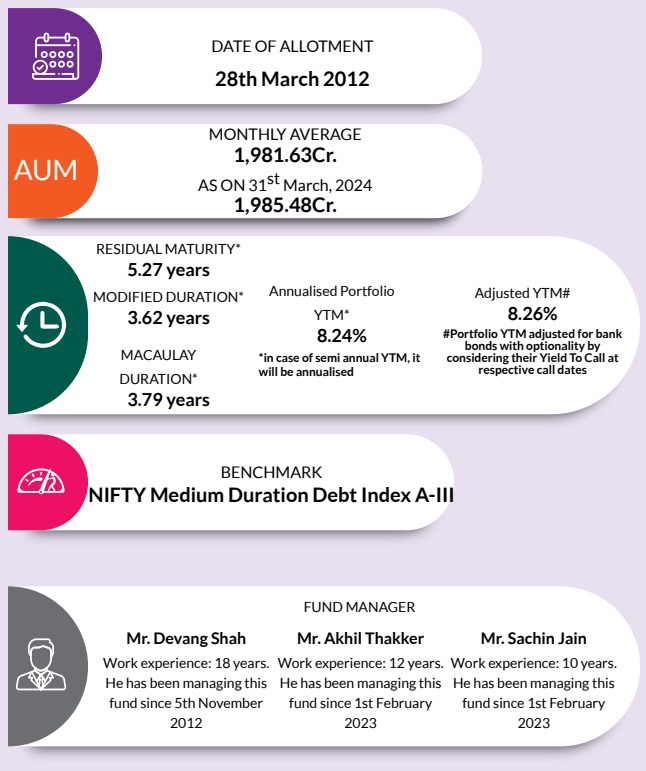 DATE OF ALLOTMENT
28th March 2012
AUM
MONTHLY AVERAGE
1,981.63Cr.
AS ON 31st March, 2024
1,985.48Cr.
RESIDUAL MATURITY*
5.27 years
MODIFIED DURATION*
3.62 years
MACAULAY
DURATION*
3.79 years
Annualised Portfolio
YTM*
8.24%
*in case of semi annual YTM, it
will be annualised
Adjusted YTM#
8.26%
#Portfolio YTM adjusted for bank
bonds with optionality by
considering their Yield To Call at
respective call dates
BENCHMARK
NIFTY Medium Duration Debt Index A-III
FUND MANAGER
Mr. Devang Shah
Work experience: 18 years.
He has been managing this
fund since 5th November
2012
Mr. Akhil Thakker
Work experience: 12 years.
He has been managing this
fund since 1st February
2023
Mr. Sachin Jain
Work experience: 10 years.
He has been managing this
fund since 1st February
2023